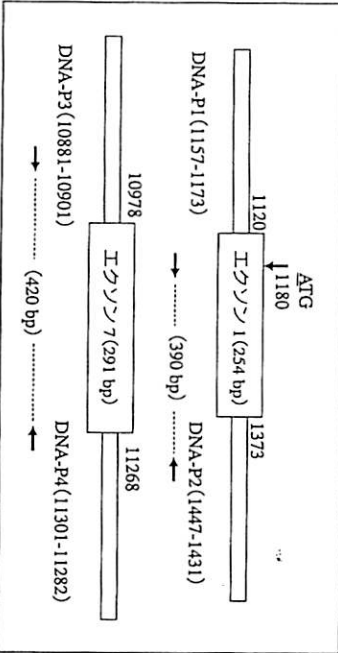 ATG
1180
1120
1373
エクソン 1 (254 bp)
DNA-P1 (1157-1173)
(390 bp)
DNA-P2 (1447-1431)
10978
11268
エクソン 7 (291 bp)
DNA-P3 (10881-10901)
(420 bp)
DNA-P4 (11301-11282)